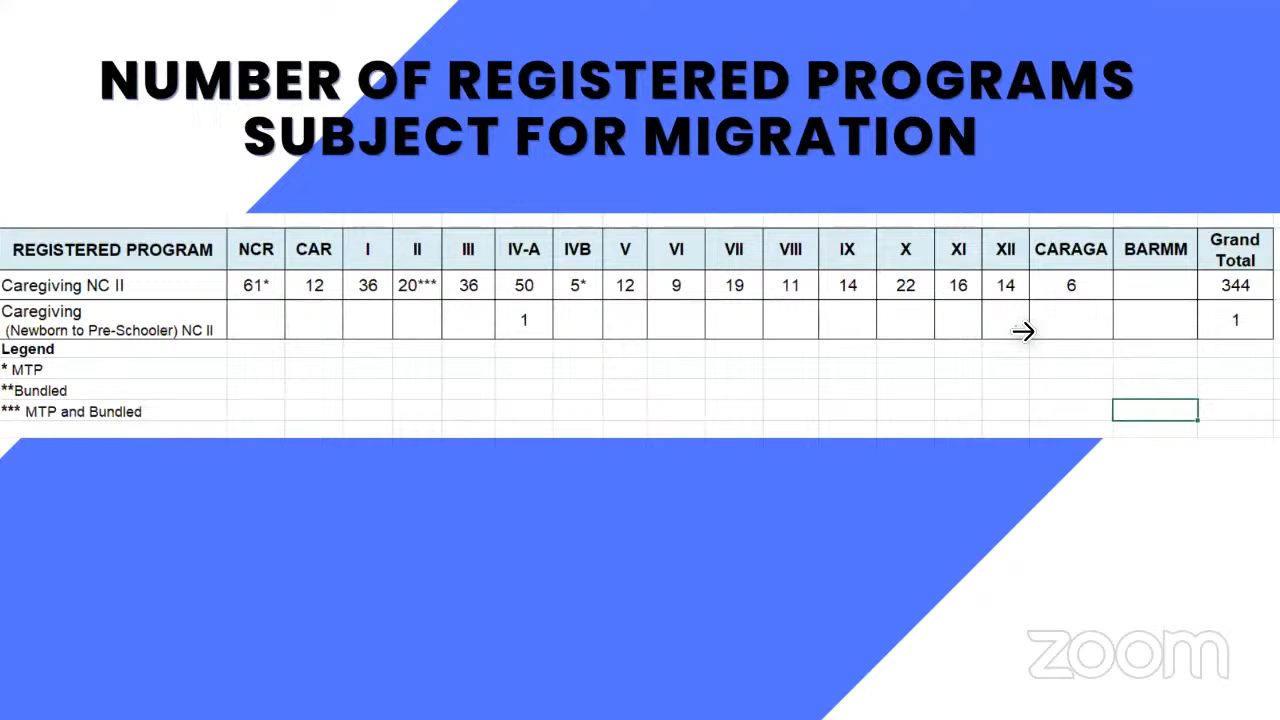 NUMBER OF REGISTERED PROGRAMS
SUBJECT FOR MIGRATION
REGISTERED PROGRAM NCR CAR I II III IV-A IVB V VI VII VIII IX X XI XII CARAGA BARMM Grand Total
Caregiving NC II 61* 12 36 20*** 36 50 5* 12 9 19 11 14 22 16 14 6 344
Caregiving
(Newborn to Pre-Schooler) NC II 1 1
Legend
* MTP
**Bundled
*** MTP and Bundled
zoom